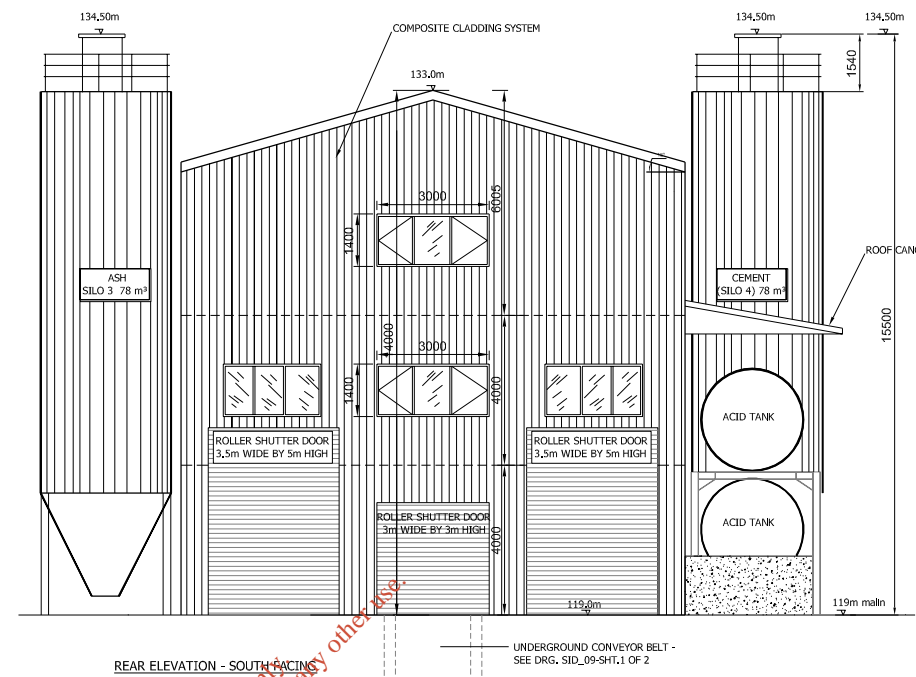 134.50m
134.50m
134.50m
COMPOSITE CLADDING SYSTEM
1540
133.0m
3000
6005
1400
ROOF CANO
ASH
SILO 3 78 m³
CEMENT
(SILO 4) 78 m³
15500
4000
3000
4000
1400
ACID TANK
ROLLER SHUTTER DOOR
3.5m WIDE BY 5m HIGH
ROLLER SHUTTER DOOR
3.5m WIDE BY 5m HIGH
ROLLER SHUTTER DOOR
3m WIDE BY 3m HIGH
4000
ACID TANK
119.0m
119m malln
any other use.
UNDERGROUND CONVEYOR BELT -
SEE DRG. SID_09-SHT.1 OF 2
REAR ELEVATION - SOUTH FACING